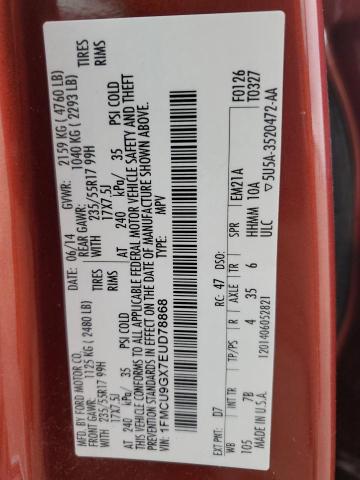 MFD. BY FORD MOTOR CO.
DATE: 06/14 GVWR: 2159 KG ( 4760 LB)
FRONT GAWR: 1125 KG ( 2480 LB) REAR GAWR: 1040 KG ( 2293 LB)
WITH 235/55R17 99H TIRES WITH 235/55R17 99H TIRES
17X7.5J RIMS 17X7.5J RIMS
AT 240 kPa/ 35 PSI COLD AT 240 kPa/ 35 PSI COLD
THIS VEHICLE CONFORMS TO ALL APPLICABLE FEDERAL MOTOR VEHICLE SAFETY AND THEFT
PREVENTION STANDARDS IN EFFECT ON THE DATE OF MANUFACTURE SHOWN ABOVE.
VIN: 1FMCU9GX7EUD78868 TYPE: MPV
F0126
T0327
EXT PNT: D7 RC: 47 DSO:
WB INT TR TP/PS R AXLE TR SPR EM21A
105 7B 4 35 6 HHMM 10A
MADE IN U.S.A. ULC
12014060528 21 ▽5U5A-3520472-AA